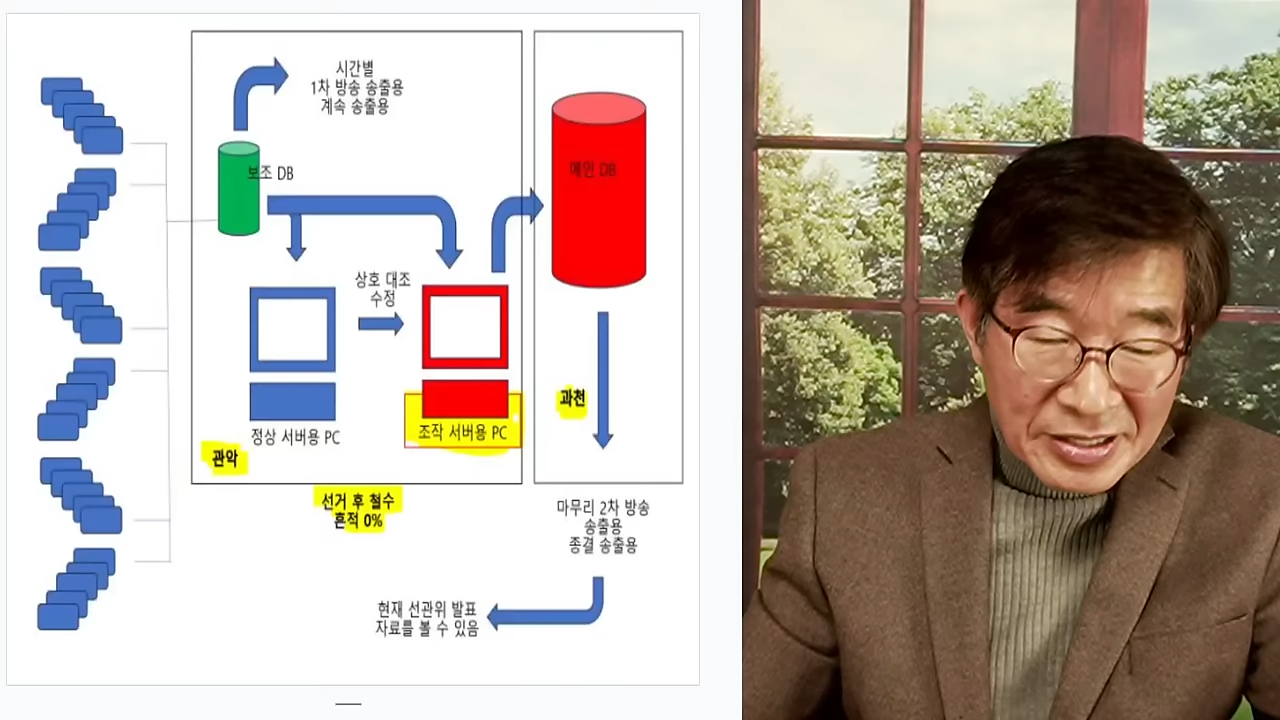 시간별
1차 방송 송출용
계속 송출용
보조 DB
메인 DB
상호 대조
수정
정상 서버용 PC
조작 서버용 PC
관악
과천
선거 후 철수
흔적 0%
마무리 2차 방송
송출용
종결 송출용
현재 선관위 발표
자료를 볼 수 있음